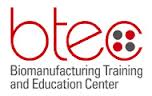 btec
Biomanufacturing Training
and Education Center